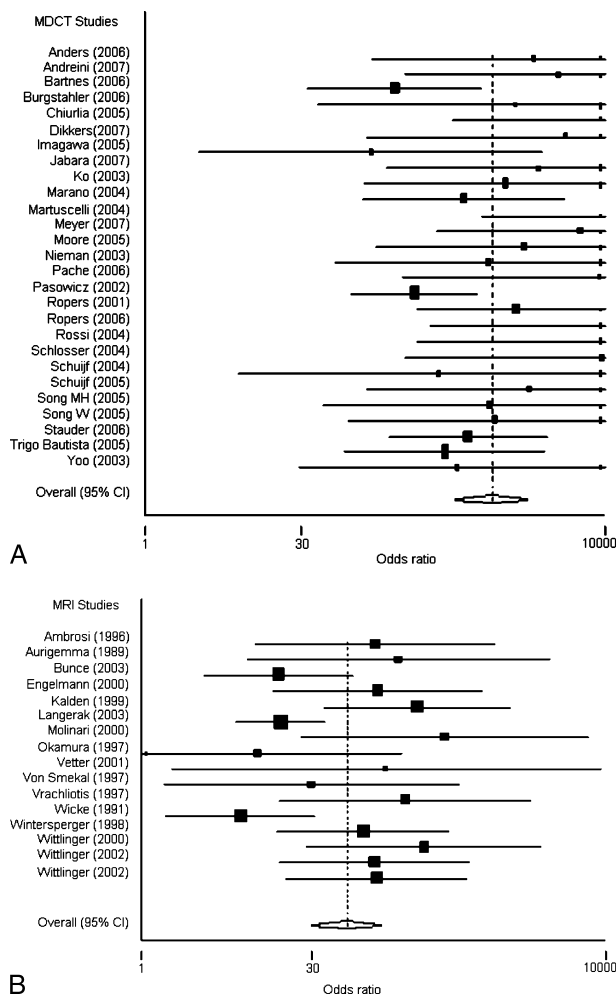 MDCT Studies
Anders (2006)
Andreini (2007)
Bartnes (2006)
Burgstahler (2006)
Chiurlia (2005)
Dikkers(2007)
Imagawa (2005)
Jabara (2007)
Ko (2003)
Marano (2004)
Martuscelli (2004)
Meyer (2007)
Moore (2005)
Nieman (2003)
Pache (2006)
Pasowicz (2002)
Ropers (2001)
Ropers (2006)
Rossi (2004)
Schlosser (2004)
Schuijf (2004)
Schuijf (2005)
Song MH (2005)
Song W (2005)
Stauder (2006)
Trigo Bautista (2005)
Yoo (2003)
Overall (95% CI)
1 30 10000
Odds ratio
A
MRI Studies
Ambrosi (1996)
Aurigemma (1989)
Bunce (2003)
Engelmann (2000)
Kalden (1999)
Langerak (2003)
Molinari (2000)
Okamura (1997)
Vetter (2001)
Von Smekal (1997)
Vrachliotis (1997)
Wicke (1991)
Wintersperger (1998)
Wittlinger (2000)
Wittlinger (2002)
Wittlinger (2002)
Overall (95% CI)
1 30 10000
Odds ratio
B